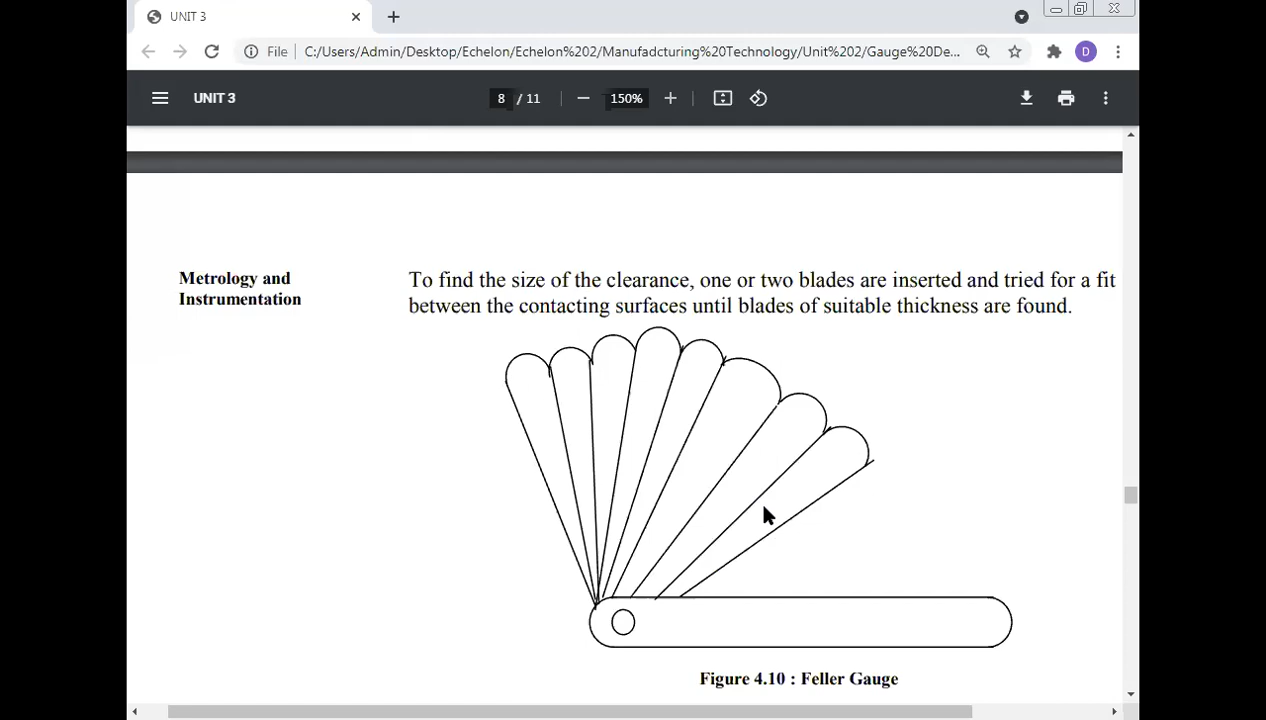 UNIT 3
File C:/Users/Admin/Desktop/Echelon/Echelon%202/Manufadcturing%20Technology/Unit%202/Gauge%20De...
D
UNIT 3
8 / 11
150%
Metrology and
Instrumentation
To find the size of the clearance, one or two blades are inserted and tried for a fit
between the contacting surfaces until blades of suitable thickness are found.
Figure 4.10 : Feller Gauge